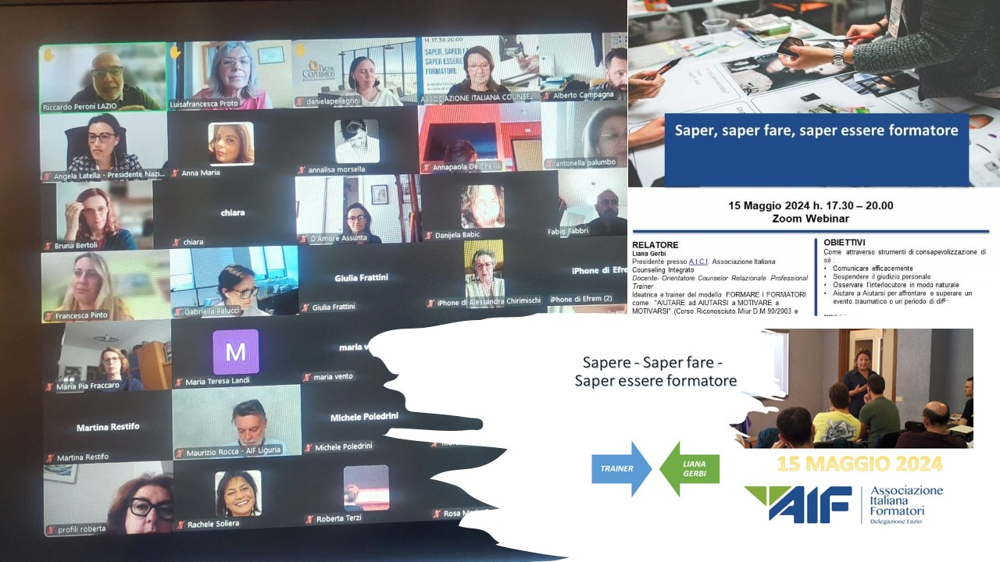 Riccardo Peroni LAZIO
Luisafrancesca Proto
DAVZER
COPERNICO
danielapellegrini
H. 17.30-20.00
SAPER, SAPER FA
SAPER ESSERE
FORMATORE
ASSOCIAZIONE ITALIANA COUNSEL...
Alberto Campagna
Angela Latella - Presidente Nazi...
Anna Maria
annalisa morsella
Annapaola De
antonella palumbo
Bruna Bertoli
chiara
chiara
D'Amore Assunta
Danijela Babic
Fabio Fabbri
Francesca Pinto
Gabriella Palucci
Giulia Frattini
Giulia Frattini
iPhone di Alessandra Chirimischi
iPhone di Efre
iPhone di Efrem (2)
Maria Pia Fraccaro
M
Maria Teresa Landi
maria v
maria vento
Martina Restifo
Martina Restifo
Maurizio Rocca - AIF Liguria
Michele Poledrini
Michele Poledrini
profili roberta
Rachele Soliera
Roberta Terzi
Rosa
Saper, saper fare, saper essere formatore
15 Maggio 2024 h. 17.30 – 20.00
Zoom Webinar
RELATORE
Liana Gerbi
Presidente presso A.I.C.I. Associazione Italiana
Counseling Integrato
Docente- Orientatore Counselor Relazionale Professional
Trainer
Ideatrice e trainer del modello FORMARE I FORMATORI
come "AIUTARE ad AIUTARSI a MOTIVARE a
MOTIVARSI" (Corso Riconosciuto Miur D.M.90/2003 e
OBIETTIVI
Come attraverso strumenti di consapevolizzazione di
sé :
• Comunicare efficacemente
• Sospendere il giudizio personale
• Osservare l'interlocutore in modo naturale
• Aiutare a Aiutarsi per affrontare e superare un
evento traumatico o un periodo di diff
Sapere - Saper fare -
Saper essere formatore
TRAINER
LIANA
GERBI
15 MAGGIO 2024
AIF
Associazione
Italiana
Formatori
Delegazione Lazio